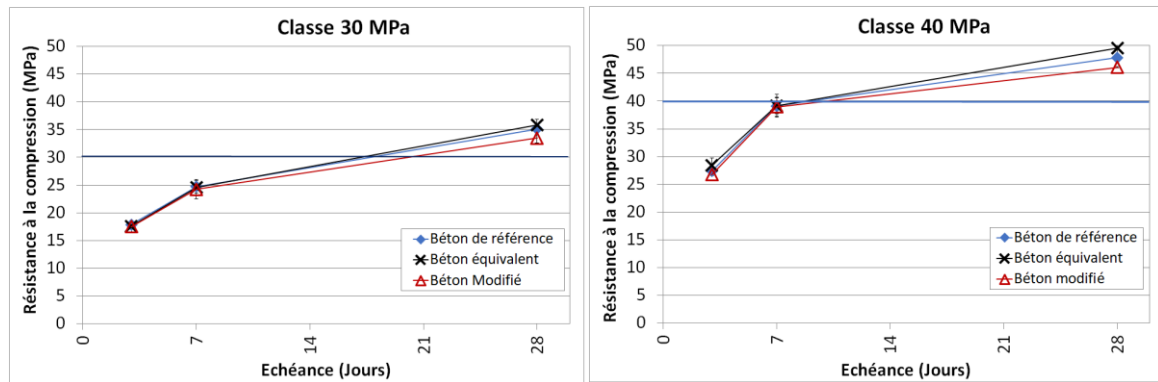 Classe 30 MPa
Résistance à la compression (MPa)
50
45
40
35
30
25
20
15
10
5
0
Béton de référence
Béton équivalent
Béton Modifié
0
7
14
21
28
Echéance (Jours)
Classe 40 MPa
Résistance à la compression (MPa)
50
45
40
35
30
25
20
15
10
5
0
Béton de référence
Béton équivalent
Béton modifié
0
7
14
21
28
Echéance (Jours)